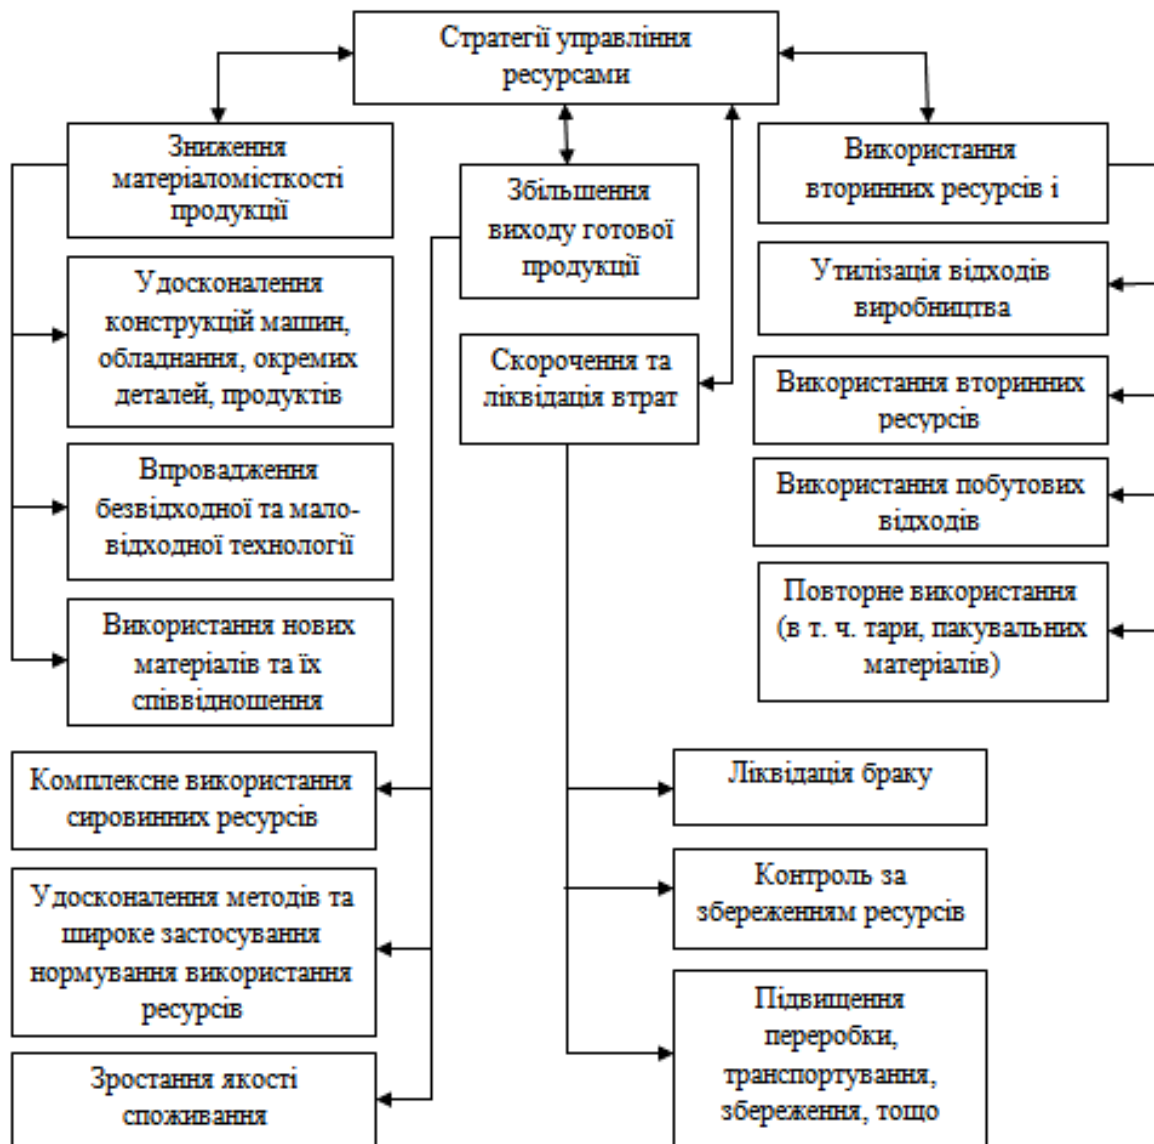 Стратегії управління
ресурсами
Зниження
матеріаломісткості
продукції
Збільшення
виходу готової
продукції
Використання
вторинних ресурсів і
Удосконалення
конструкцій машин,
обладнання, окремих
деталей, продуктів
Скорочення та
ліквідація втрат
Утилізація відходів
виробництва
Використання вторинних
ресурсів
Впровадження
безвідходної та мало-
відходної технології
Використання побутових
відходів
Використання нових
матеріалів та їх
співвідношення
Повторне використання
(в т. ч. тари, пакувальних
матеріалів)
Комплексне використання
сировинних ресурсів
Ліквідація браку
Удосконалення методів та
широке застосування
нормування використання
ресурсів
Контроль за
збереженням ресурсів
Зростання якості
споживання
Підвищення
переробки,
транспортування,
збереження, тощо